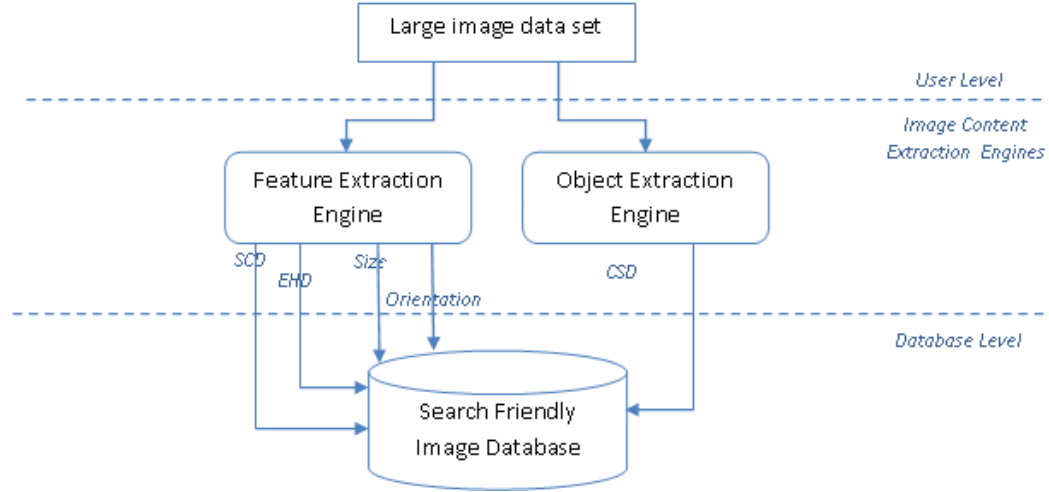 Large image data set
User Level
Image Content
Extraction Engines
Feature Extraction
Engine
Object Extraction
Engine
SCD
EHD
Size
Orientation
CSD
Database Level
Search Friendly
Image Database